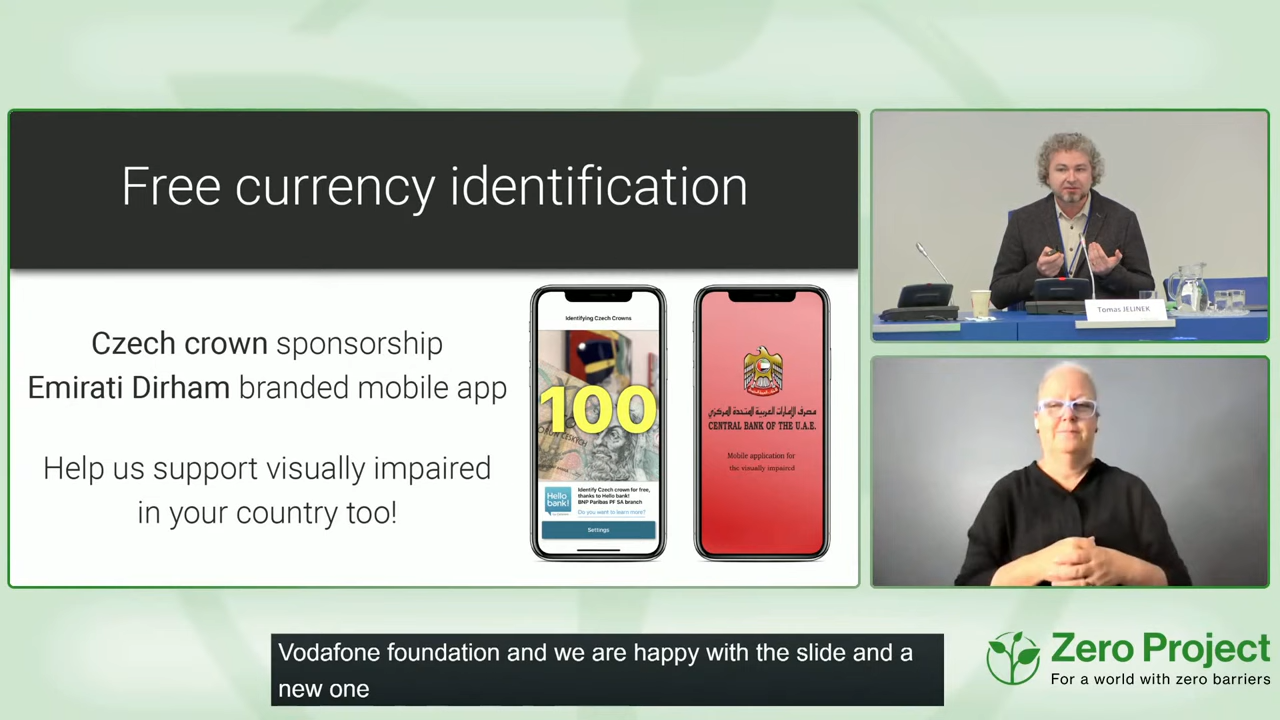 Free currency identification
Czech crown sponsorship
Emirati Dirham branded mobile app
Help us support visually impaired
in your country too!
Identifying Czech Crowns
100
Hello
bank!
Identify Czech crown for free,
thanks to Hello bank!
BNP Paribas PF SA branch
Do you want to learn more?
Settings
مصرف الإمارات العربية المتحدة المركزي
CENTRAL BANK OF THE U.A.E.
Mobile application for
the visually impaired
Tomas JELINEK
Vodafone foundation and we are happy with the slide and a
new one
Zero Project
For a world with zero barriers